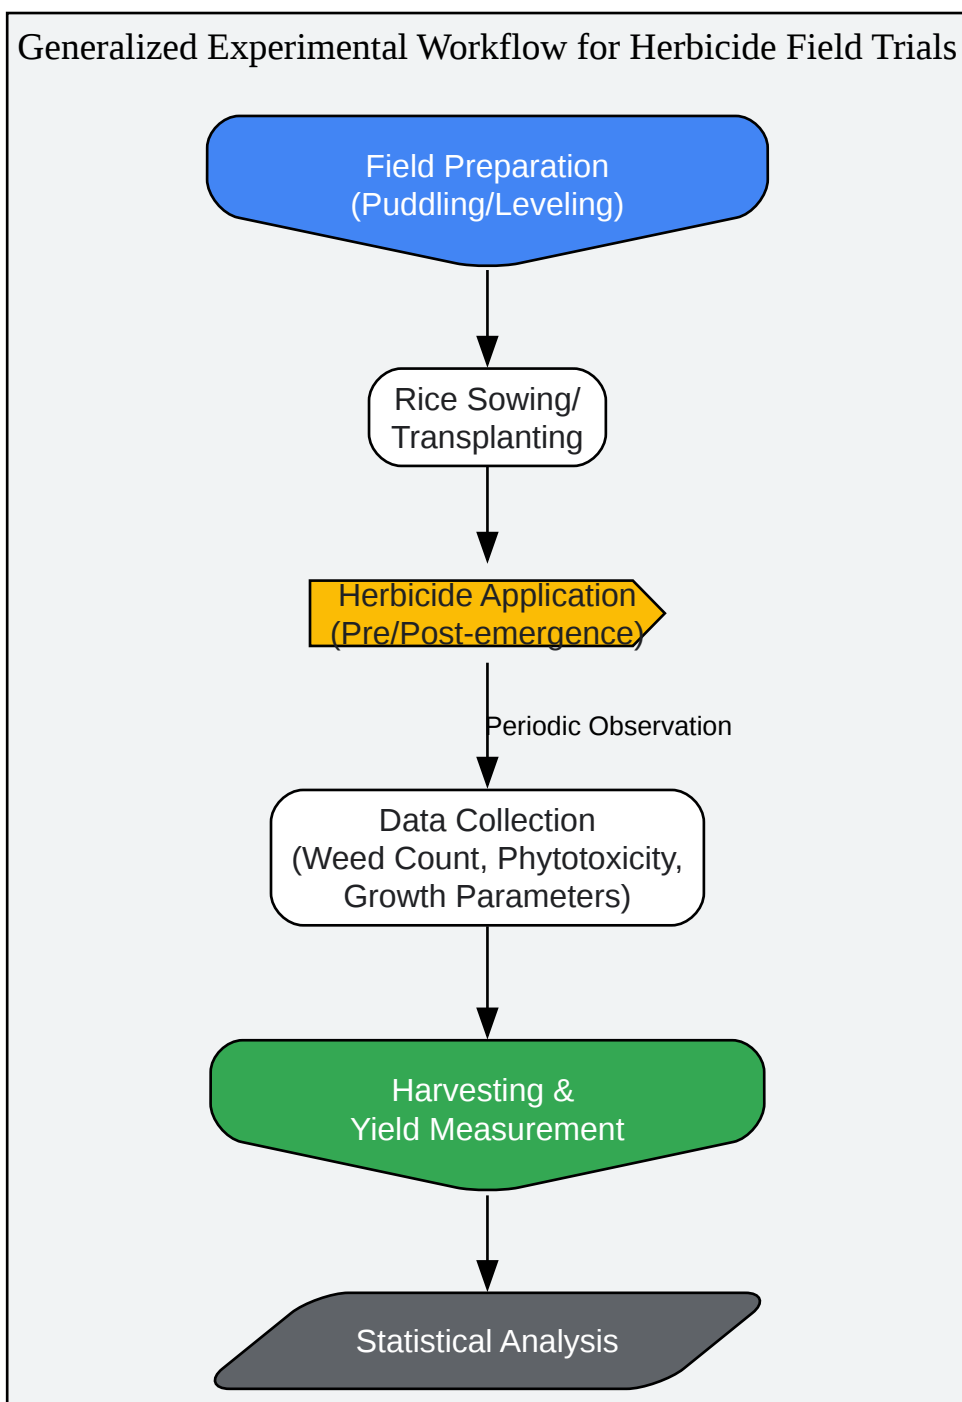 Generalized Experimental Workflow for Herbicide Field Trials
Field Preparation
(Puddling/Leveling)
Rice Sowing/
Transplanting
Herbicide Application
(Pre/Post-emergence)
Periodic Observation
Data Collection
(Weed Count, Phytotoxicity,
Growth Parameters)
Harvesting &
Yield Measurement
Statistical Analysis